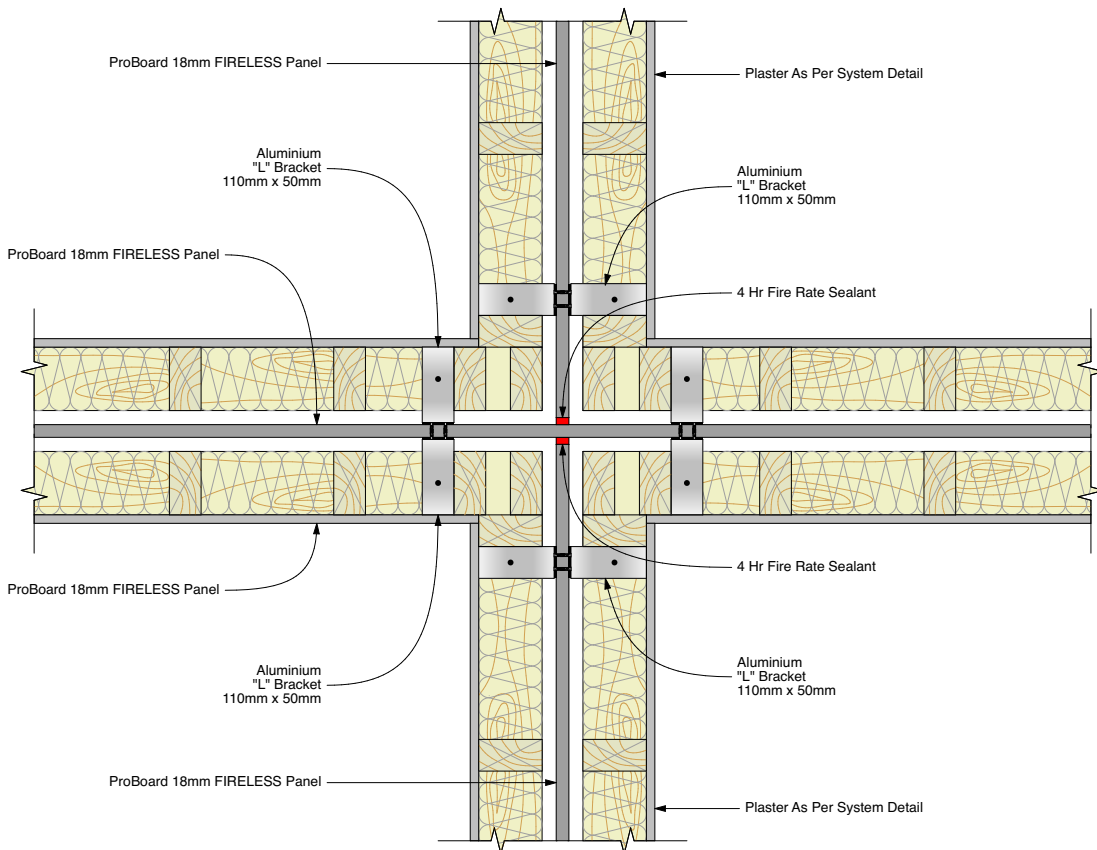 ProBoard 18mm FIRELESS Panel
Plaster As Per System Detail
Aluminium
"L" Bracket
110mm x 50mm
Aluminium
"L" Bracket
110mm x 50mm
ProBoard 18mm FIRELESS Panel
4 Hr Fire Rate Sealant
4 Hr Fire Rate Sealant
ProBoard 18mm FIRELESS Panel
Aluminium
"L" Bracket
110mm x 50mm
Aluminium
"L" Bracket
110mm x 50mm
ProBoard 18mm FIRELESS Panel
Plaster As Per System Detail